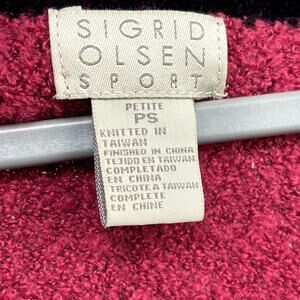 SIGRID
OLSEN
SPORT
PETITE
PS
KNITTED IN
TAIWAN
FINISHED IN CHINA
TEJIDO EN TAIWAN
COMPLETADO
EN CHINA
TRICOTE A TAIWAN
COMPLETE
EN CHINE